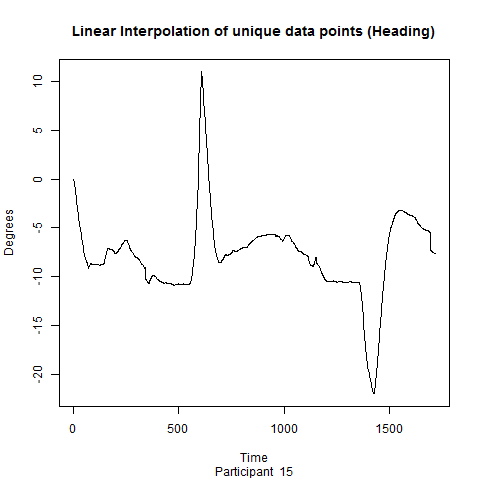 Linear Interpolation of unique data points (Heading)
Degrees
10
5
0
-5
-10
-15
-20
0 500 1000 1500
Time
Participant 15